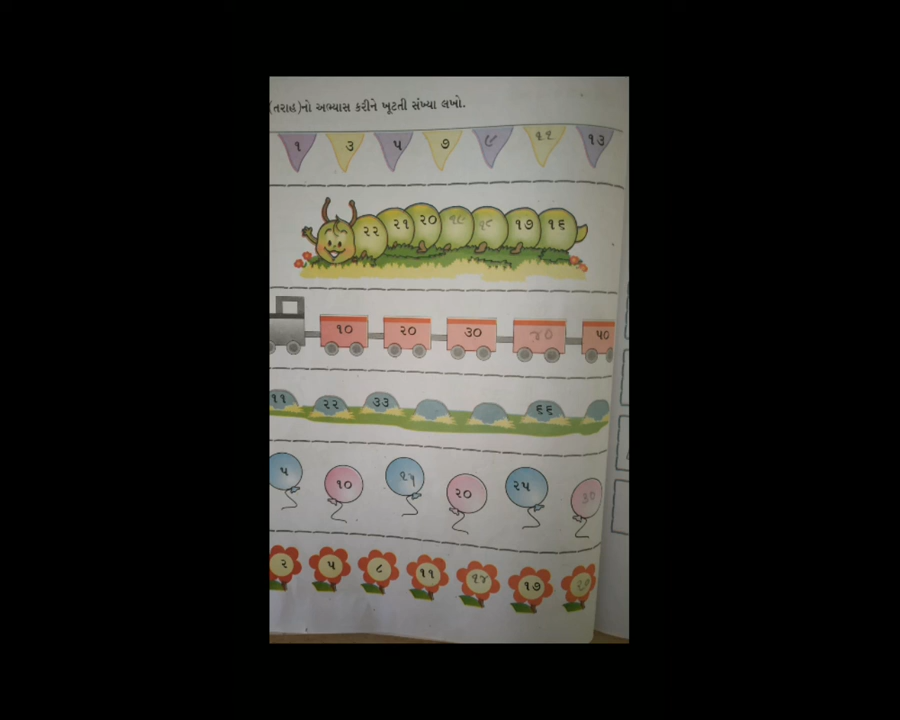 (તરાહ)નો અભ્યાસ કરીને ખૂટતી સંખ્યા લખો.
૧ ૩ ૫ ૭ ૯ ૧૧ ૧૩
૨૨ ૨૧ ૨૦ ૧૯ ૧૮ ૧૭ ૧૬
૧૦ ૨૦ ૩૦ ૪૦ ૫૦
૧૧ ૨૨ ૩૩ ૬૬
૫ ૧૦ ૧૫ ૨૦ ૨૫ ૩૦
૨ ૫ ૮ ૧૧ ૧૪ ૧૭ ૨૦